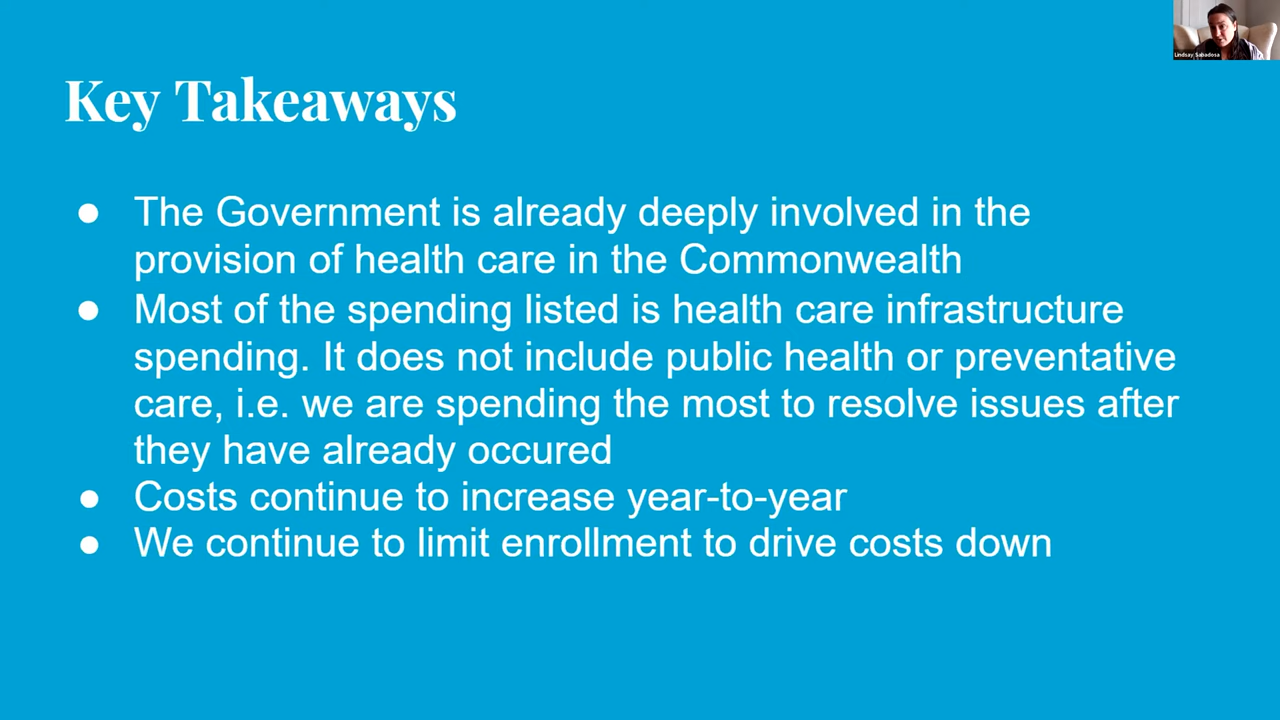 Lindsay Sabadosa
Key Takeaways
● The Government is already deeply involved in the
provision of health care in the Commonwealth
● Most of the spending listed is health care infrastructure
spending. It does not include public health or preventative
care, i.e. we are spending the most to resolve issues after
they have already occured
● Costs continue to increase year-to-year
● We continue to limit enrollment to drive costs down